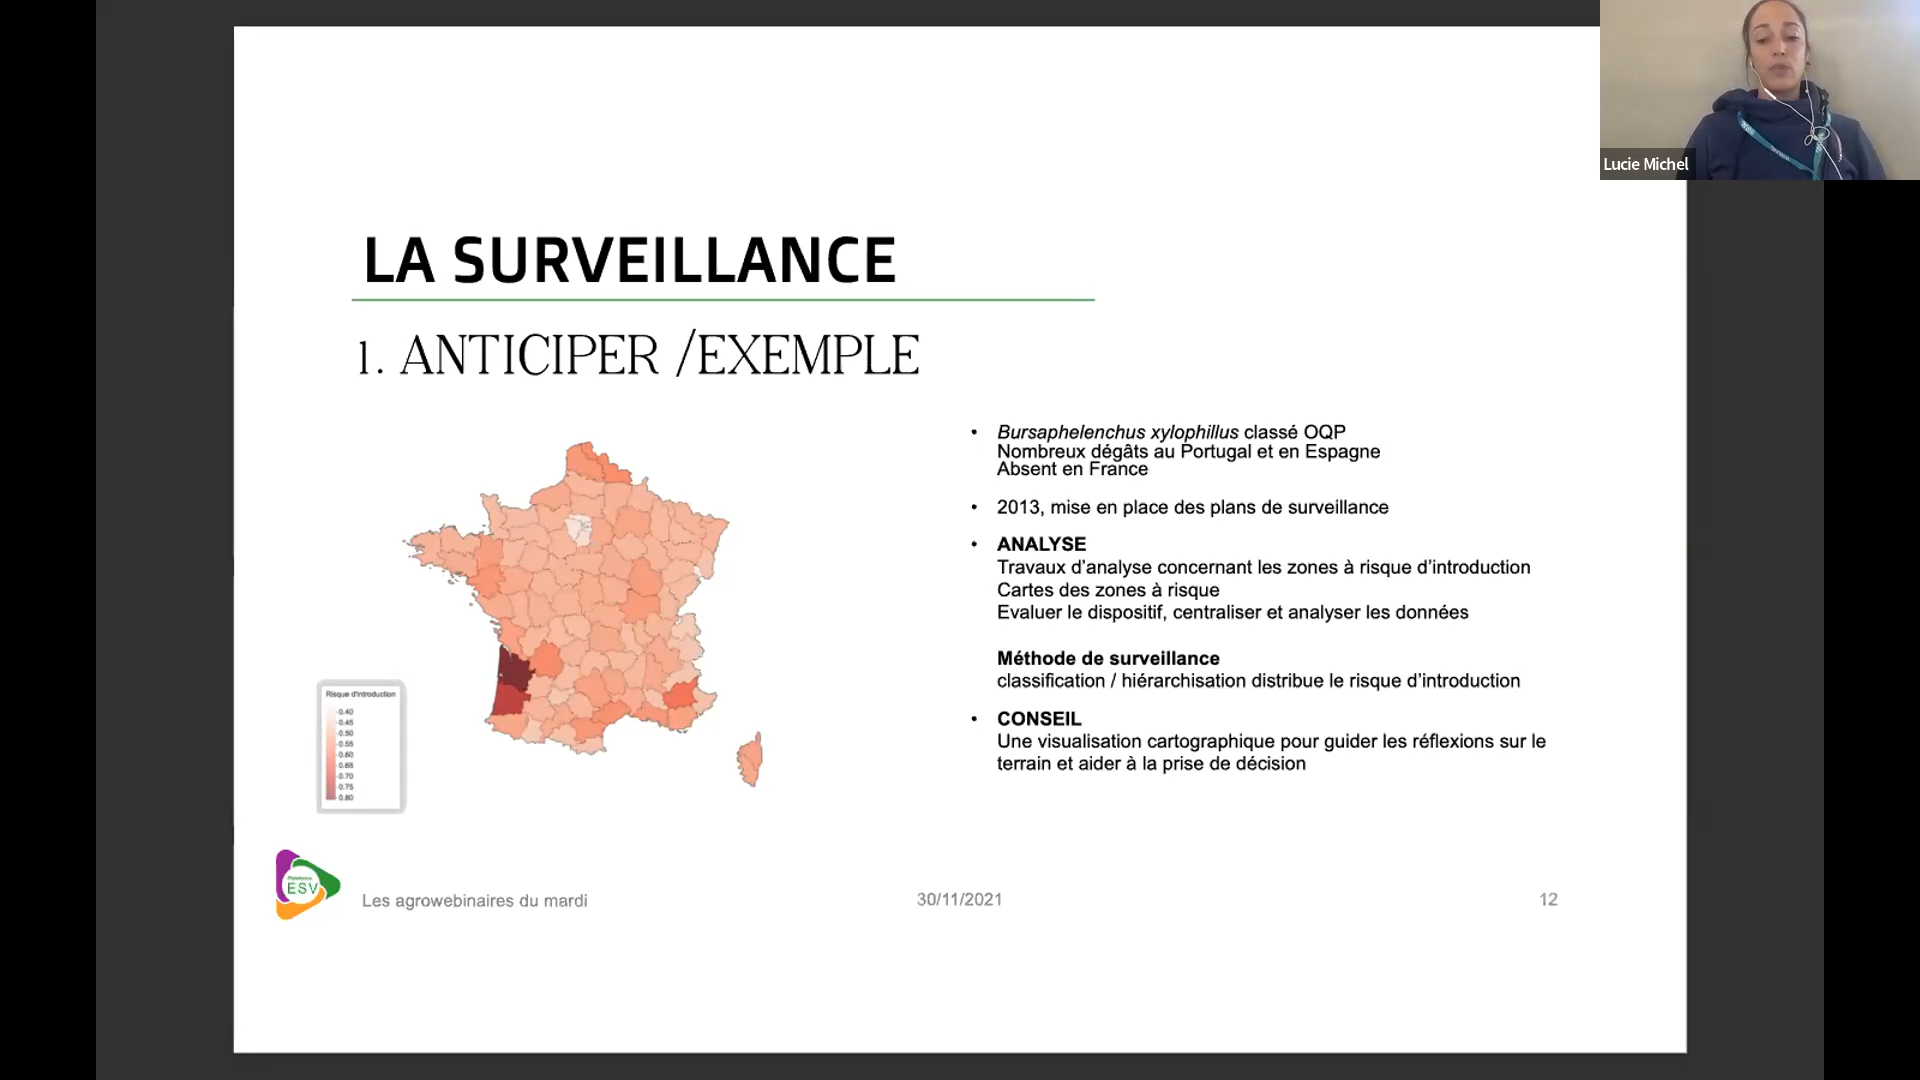 Lucie Michel
LA SURVEILLANCE
1. ANTICIPER /EXEMPLE
• Bursaphelenchus xylophillus classé OQP
Nombreux dégâts au Portugal et en Espagne
Absent en France
• 2013, mise en place des plans de surveillance
• ANALYSE
Travaux d'analyse concernant les zones à risque d'introduction
Cartes des zones à risque
Evaluer le dispositif, centraliser et analyser les données
Méthode de surveillance
classification / hiérarchisation distribue le risque d'introduction
• CONSEIL
Une visualisation cartographique pour guider les réflexions sur le
terrain et aider à la prise de décision
Risque d'introduction
0.40
0.45
0.50
0.55
0.60
0.65
0.70
0.75
0.80
Plateforme
ESV
Les agrowebinaires du mardi
30/11/2021
12